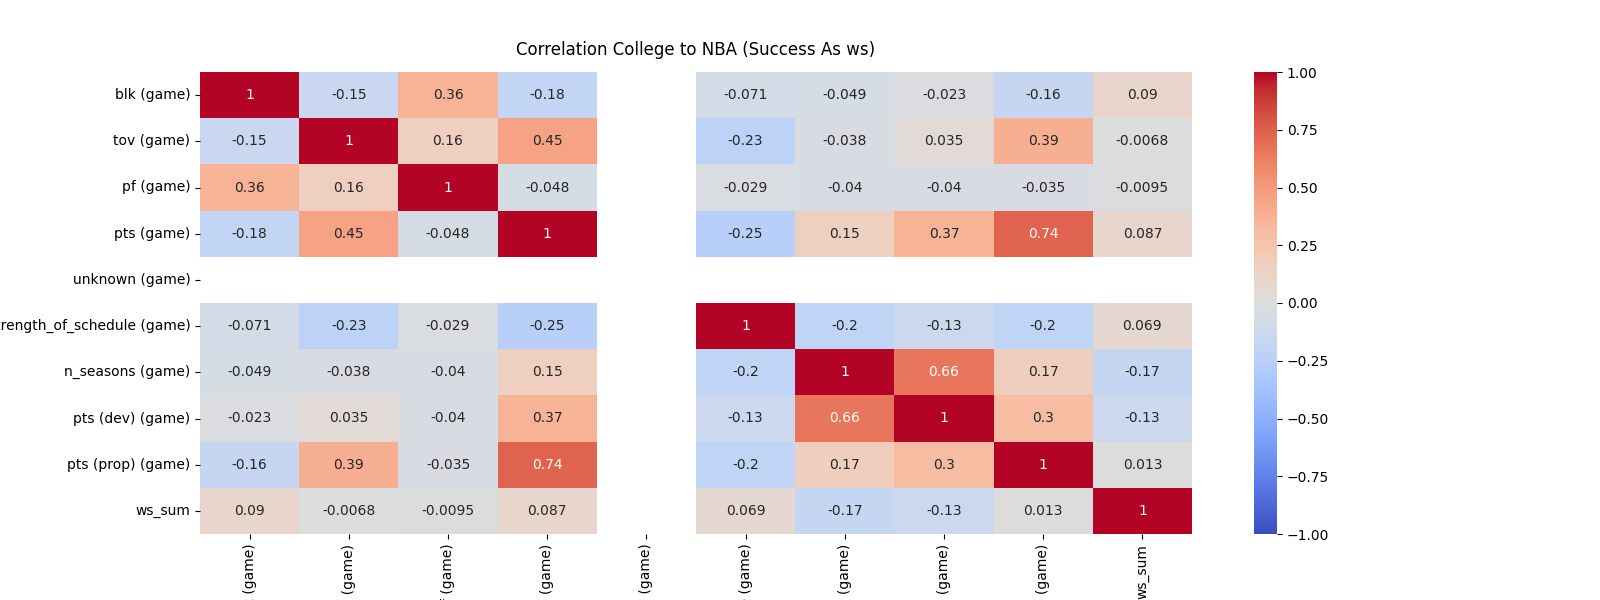 Correlation College to NBA (Success As ws)
blk (game) 1 -0.15 0.36 -0.18 -0.071 -0.049 -0.023 -0.16 0.09
tov (game) -0.15 1 0.16 0.45 -0.23 -0.038 0.035 0.39 -0.0068
pf (game) 0.36 0.16 1 -0.048 -0.029 -0.04 -0.04 -0.035 -0.0095
pts (game) -0.18 0.45 -0.048 1 -0.25 0.15 0.37 0.74 0.087
unknown (game)
rength_of_schedule (game) -0.071 -0.23 -0.029 -0.25 1 -0.2 -0.13 -0.2 0.069
n_seasons (game) -0.049 -0.038 -0.04 0.15 -0.2 1 0.66 0.17 -0.17
pts (dev) (game) -0.023 0.035 -0.04 0.37 -0.13 0.66 1 0.3 -0.13
pts (prop) (game) -0.16 0.39 -0.035 0.74 -0.2 0.17 0.3 1 0.013
ws_sum 0.09 -0.0068 -0.0095 0.087 0.069 -0.17 -0.13 0.013 1
(game) (game) (game) (game) (game) (game) (game) (game) (game) ws_sum
1.00
0.75
0.50
0.25
0.00
−0.25
−0.50
−0.75
−1.00